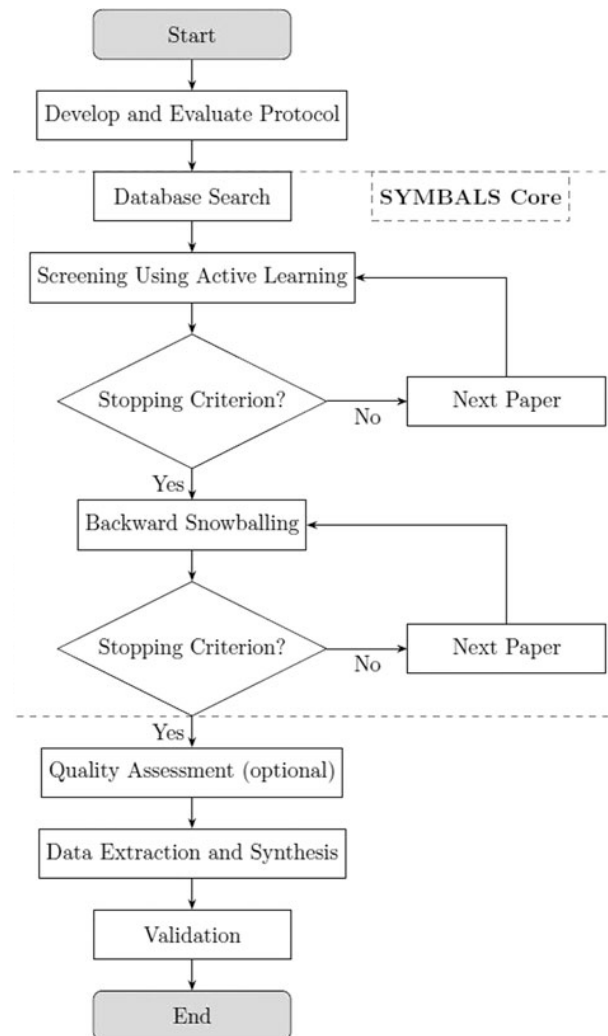 Start
Develop and Evaluate Protocol
Database Search
SYMBALS Core
Screening Using Active Learning
Stopping Criterion?
No
Next Paper
Yes
Backward Snowballing
Stopping Criterion?
No
Next Paper
Yes
Quality Assessment (optional)
Data Extraction and Synthesis
Validation
End